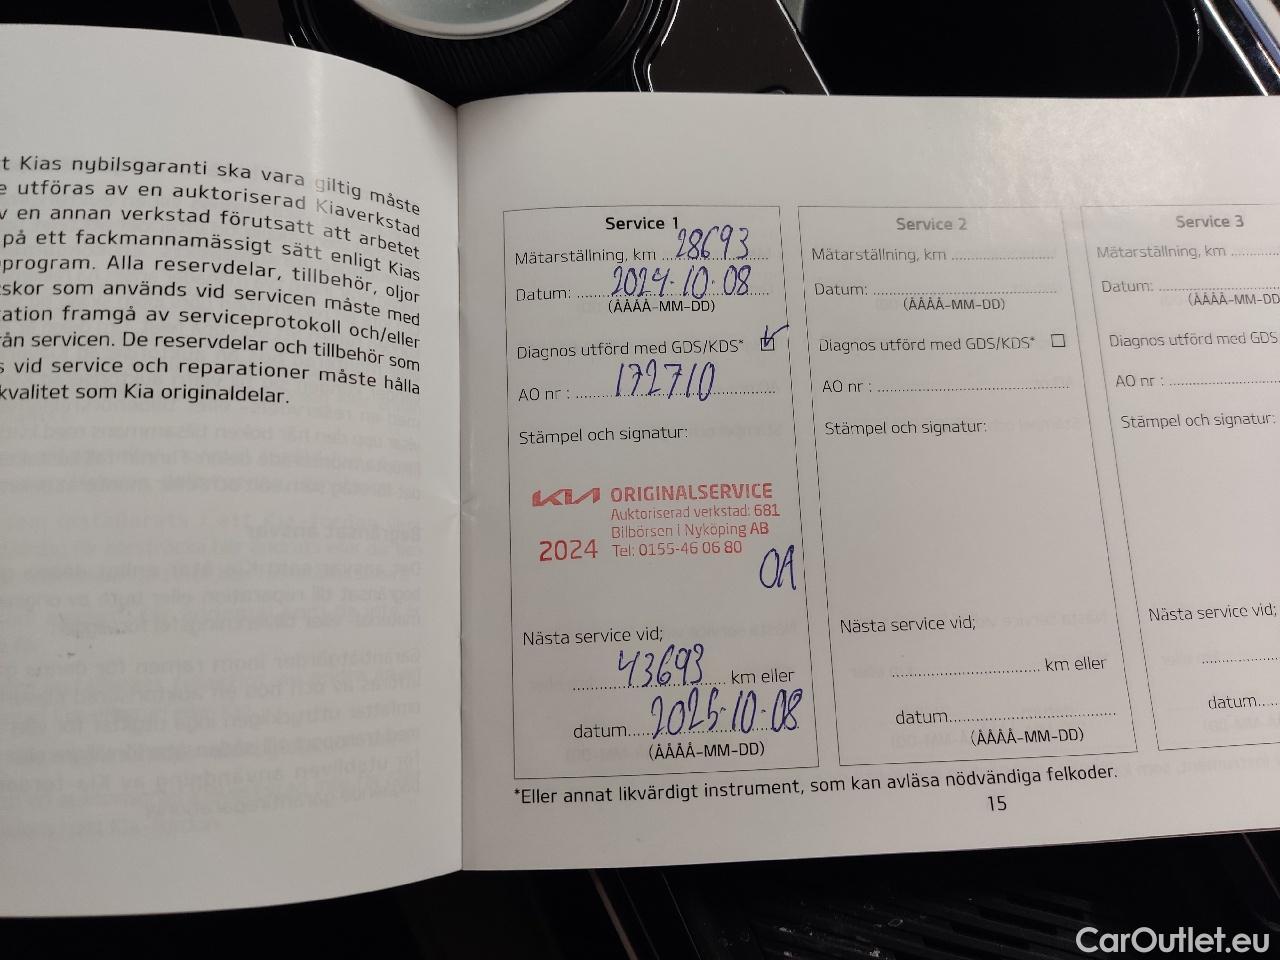 t Kias nybilsgaranti ska vara giltig måste
e utföras av en auktoriserad Kiaverkstad
v en annan verkstad förutsatt att arbetet
på ett fackmannamässigt sätt enligt Kias
program. Alla reservdelar, tillbehör, oljor
skor som används vid servicen måste med
tation framgå av serviceprotokoll och/eller
rån servicen. De reservdelar och tillbehör som
s vid service och reparationer måste hålla
kvalitet som Kia originaldelar.
Service 1
Mätarställning, km 28693
Datum: 2024-10-08
(ÅÅÅÅ-MM-DD)
Diagnos utförd med GDS/KDS*
AO nr : 172710
Stämpel och signatur:
KIA ORIGINALSERVICE
Auktoriserad verkstad: 681
Bilbörsen i Nyköping AB
2024 Tel: 0155-46 06 80
OA
Nästa service vid;
43693 km eller
datum 2025-10-08
(ÅÅÅÅ-MM-DD)
Service 2
Mätarställning, km
Datum:
(ÅÅÅÅ-MM-DD)
Diagnos utförd med GDS/KDS*
AO nr :
Stämpel och signatur:
Nästa service vid;
km eller
datum
(ÅÅÅÅ-MM-DD)
Service 3
Mätarställning, km
Datum:
(ÅÅÅÅ-MM-DD
Diagnos utförd med GDS
AO nr :
Stämpel och signatur:
Nästa service vid;
datum
*Eller annat likvärdigt instrument, som kan avläsa nödvändiga felkoder.
15
CarOutlet.eu